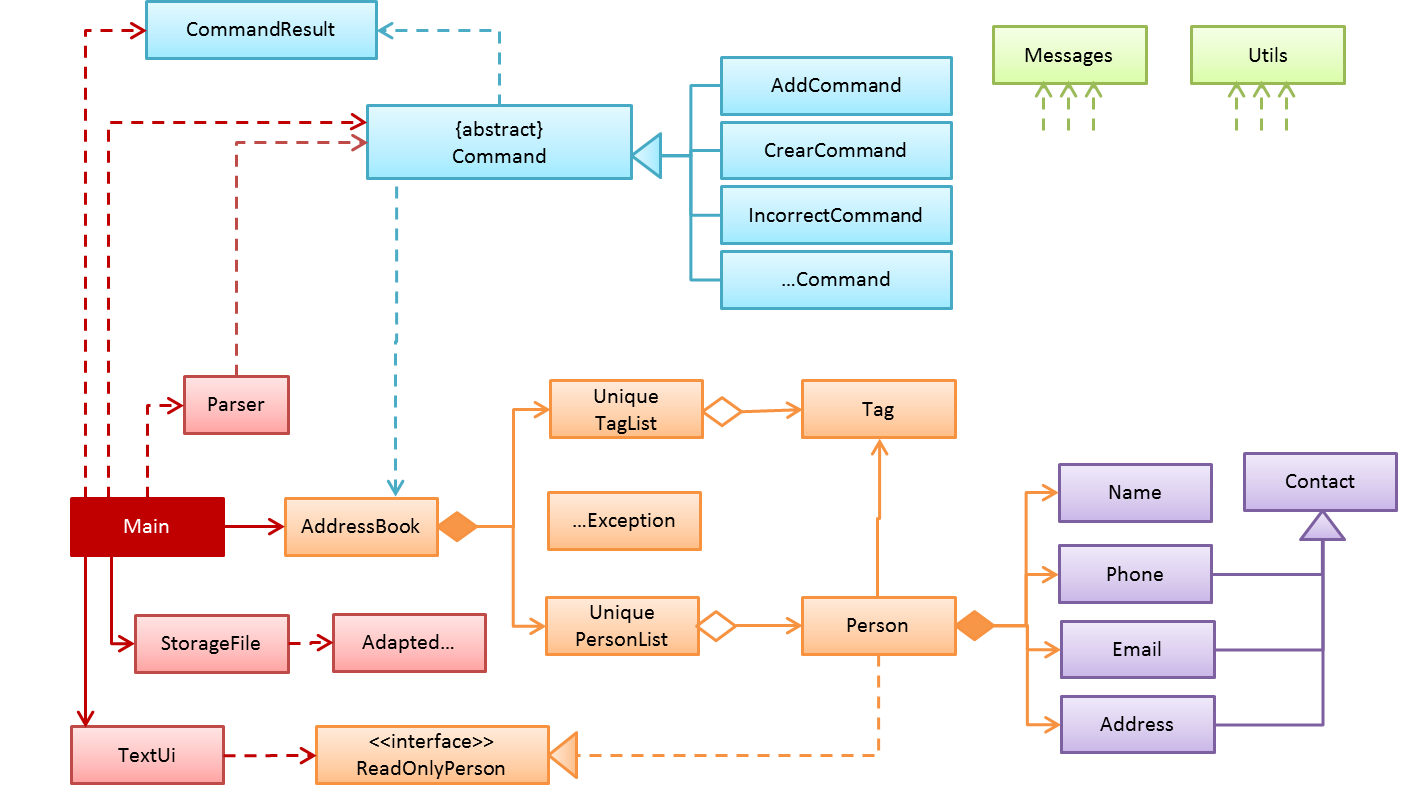 CommandResult
Messages
Utils
AddCommand
{abstract}
Command
CrearCommand
IncorrectCommand
...Command
Parser
Unique
TagList
Tag
Name
Contact
Main
AddressBook
...Exception
Phone
Unique
PersonList
Person
StorageFile
Adapted...
Email
Address
TextUi
<<interface>>
ReadOnlyPerson